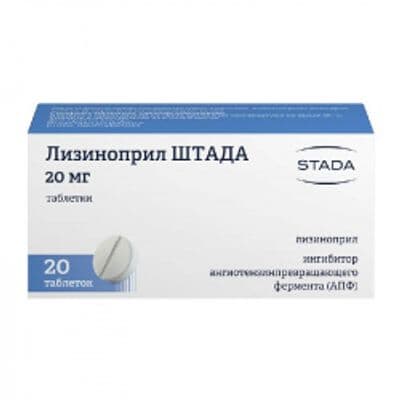 Лизиноприл ШТАДА
20 мг
таблетки
STADA
20
таблеток
лизиноприл
ингибитор
ангиотензинпревращающего
фермента (АПФ)